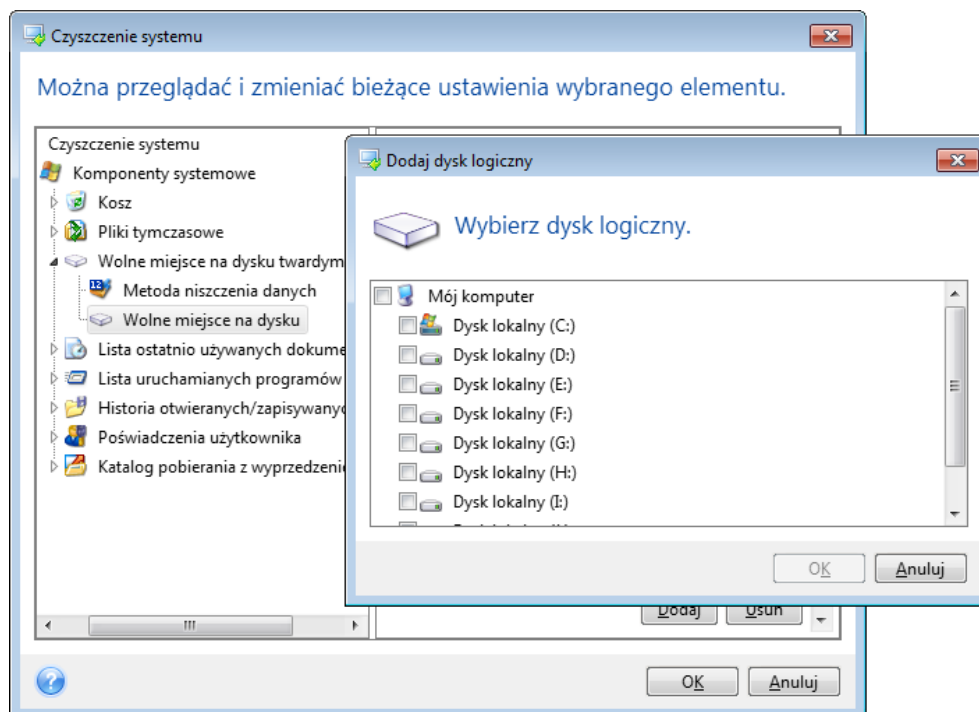 Czyszczenie systemu
Można przeglądać i zmieniać bieżące ustawienia wybranego elementu.
Czyszczenie systemu
Komponenty systemowe
Kosz
Pliki tymczasowe
Wolne miejsce na dysku twardym
Metoda niszczenia danych
Wolne miejsce na dysku
Lista ostatnio używanych dokume
Lista uruchamianych programów
Historia otwieranych/zapisywanyc
Poświadczenia użytkownika
Katalog pobierania z wyprzedzeni
Dodaj dysk logiczny
Wybierz dysk logiczny.
Mój komputer
Dysk lokalny (C:)
Dysk lokalny (D:)
Dysk lokalny (E:)
Dysk lokalny (F:)
Dysk lokalny (G:)
Dysk lokalny (H:)
Dysk lokalny (I:)
OK Anuluj
Dodaj Usuń
OK Anuluj